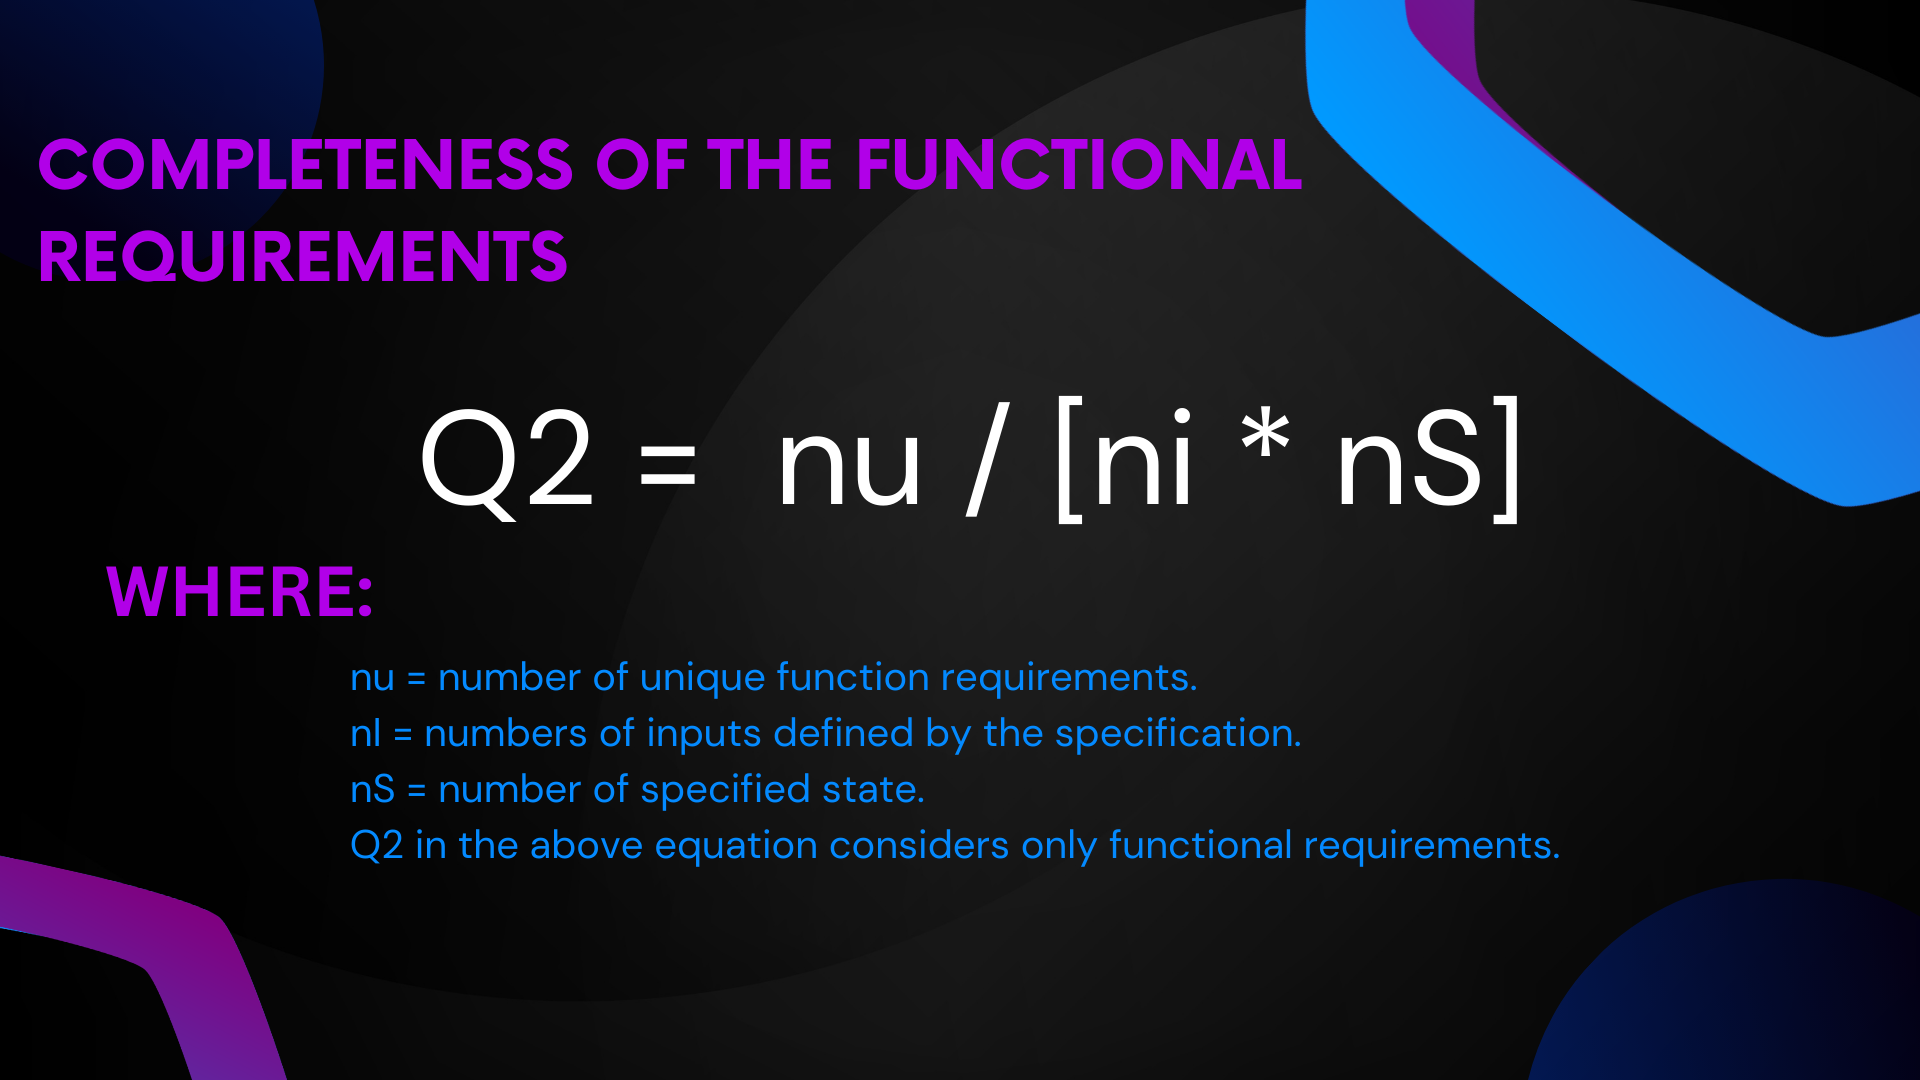 COMPLETENESS OF THE FUNCTIONAL
REQUIREMENTS
Q2 = nu / [ni * nS]
WHERE:
nu = number of unique function requirements.
nI = numbers of inputs defined by the specification.
nS = number of specified state.
Q2 in the above equation considers only functional requirements.